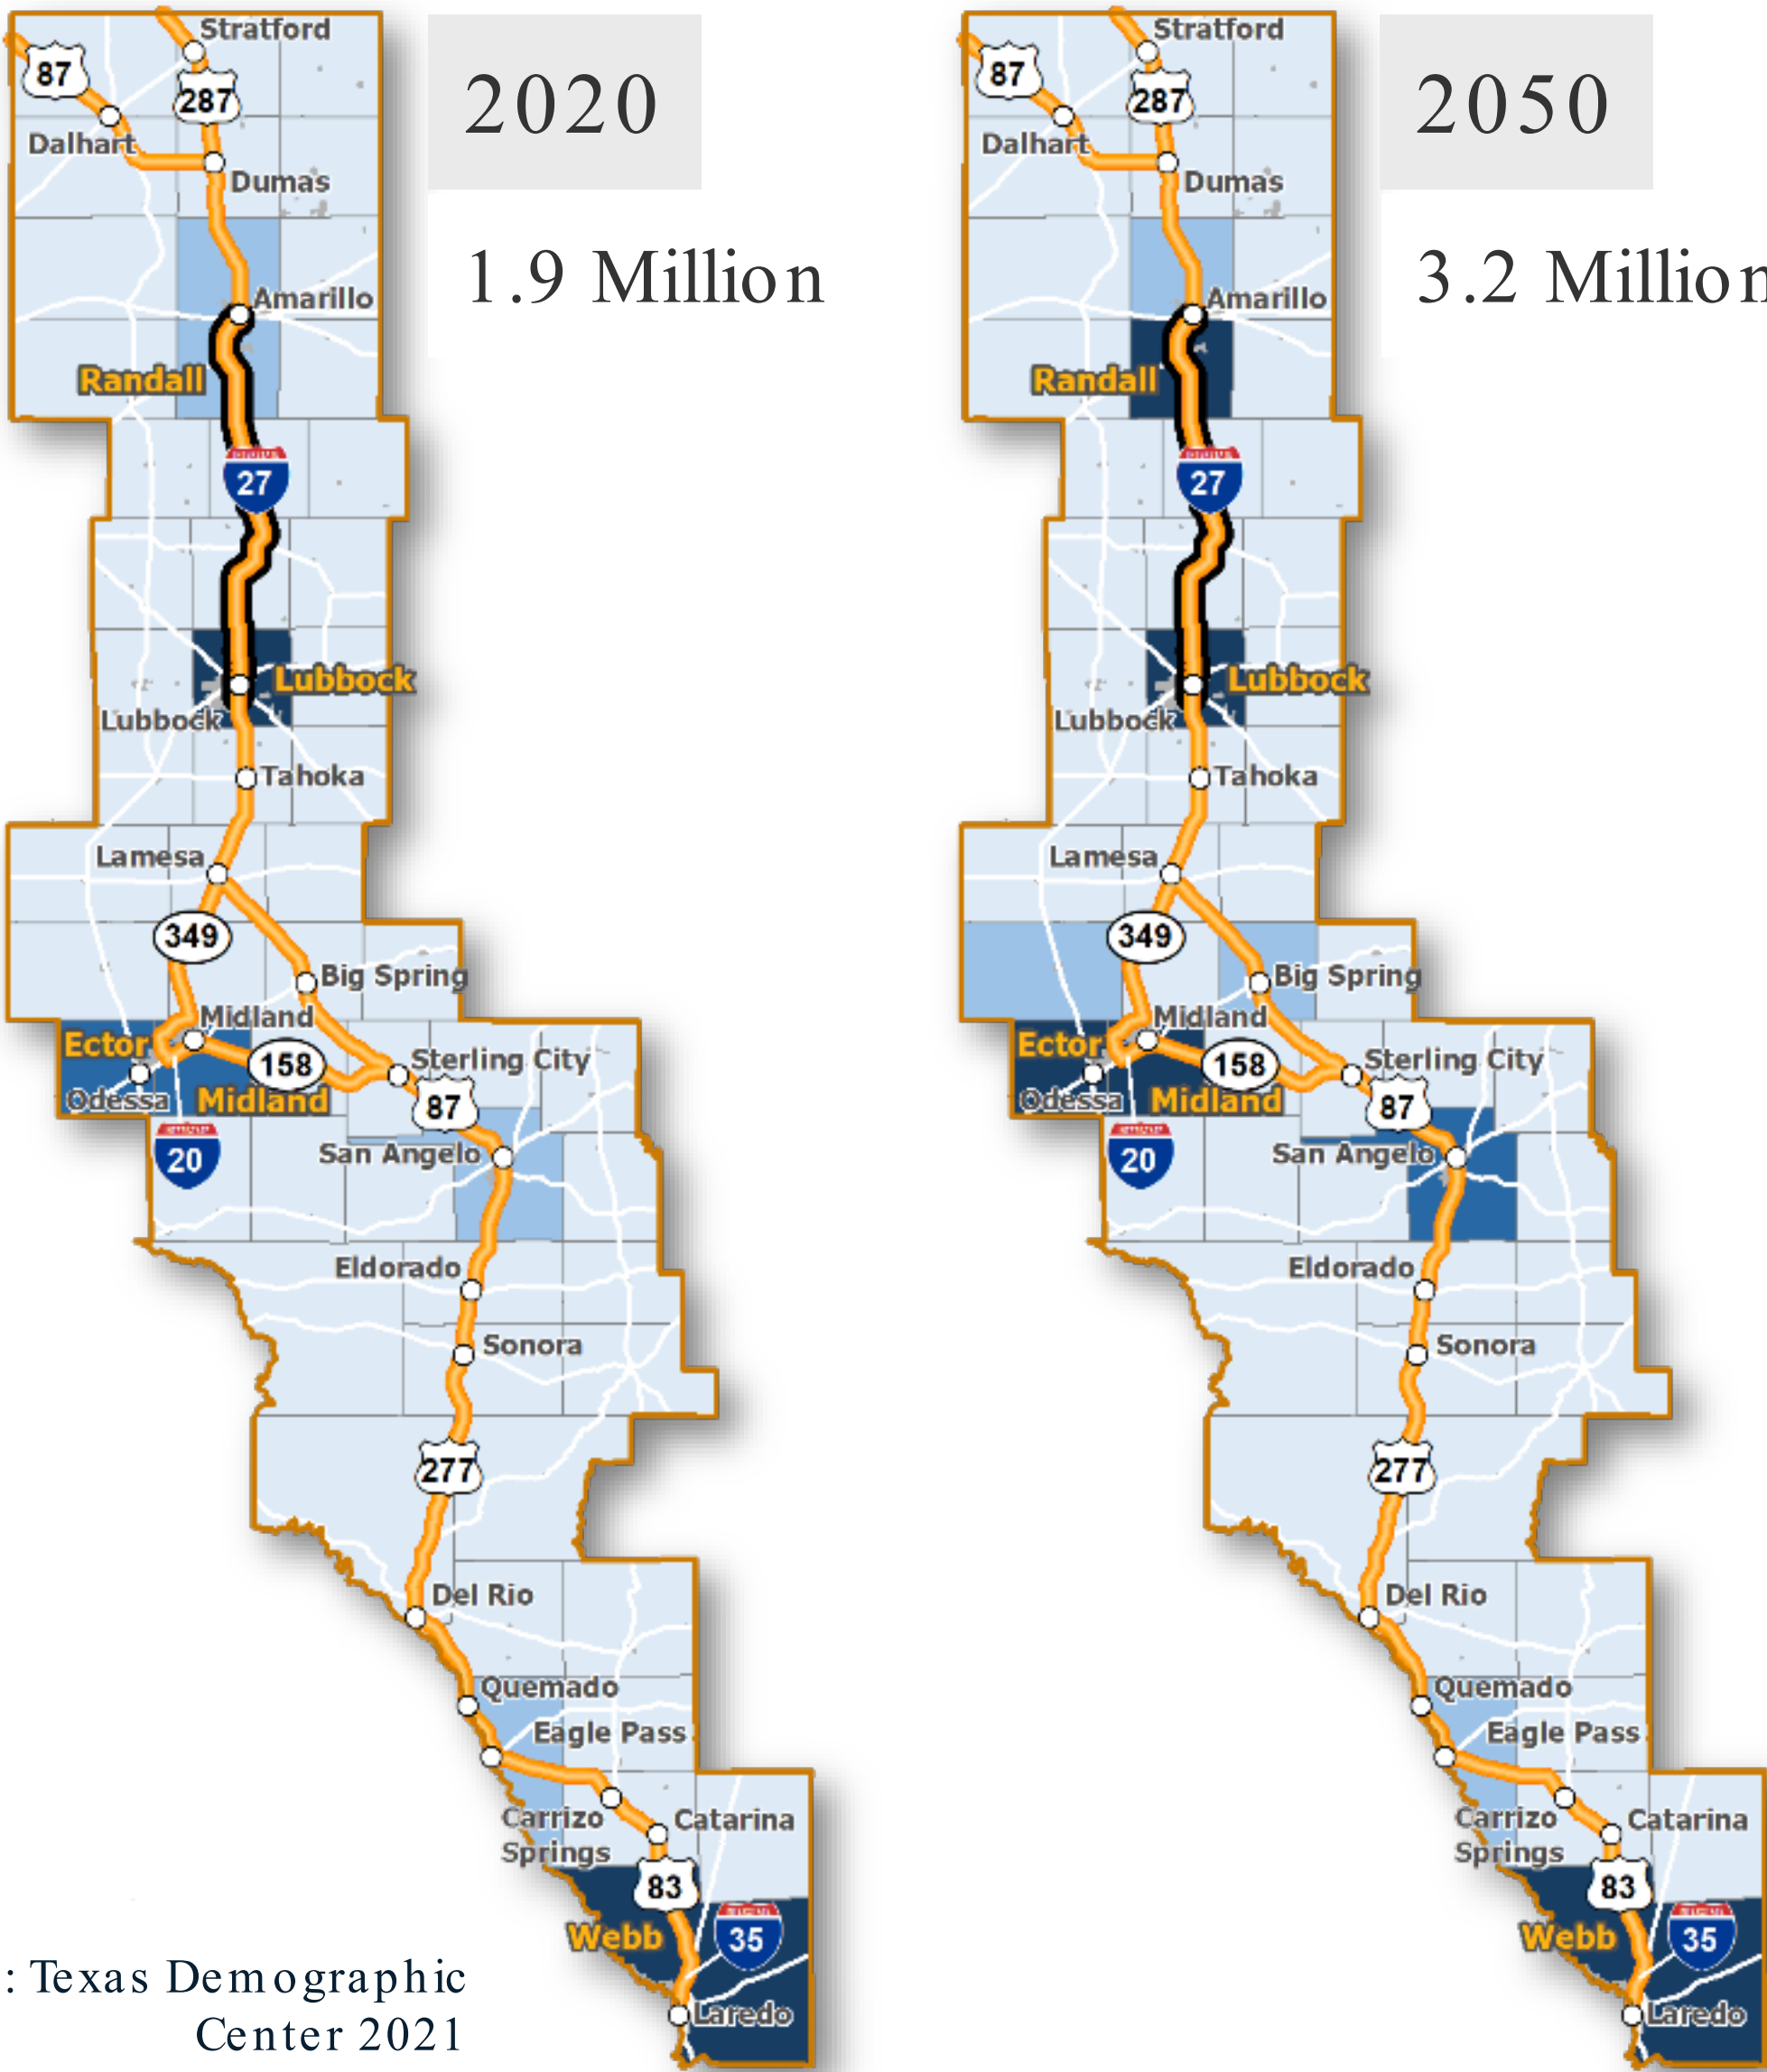 2020
1.9 Million
Stratford
87
287
Dalhart
Dumas
Amarillo
Randall
27
Lubbock
Lubbock
Tahoka
Lamesa
349
Big Spring
Midland
Ector
158
Sterling City
Odessa
Midland
87
20
San Angelo
Eldorado
Sonora
277
Del Rio
Quemado
Eagle Pass
Carrizo
Springs
Catarina
83
Webb
35
Laredo
: Texas Demographic
Center 2021
2050
3.2 Million
Stratford
87
287
Dalhart
Dumas
Amarillo
Randall
27
Lubbock
Lubbock
Tahoka
Lamesa
349
Big Spring
Midland
Ector
158
Sterling City
Odessa
Midland
87
20
San Angelo
Eldorado
Sonora
277
Del Rio
Quemado
Eagle Pass
Carrizo
Springs
Catarina
83
Webb
35
Laredo